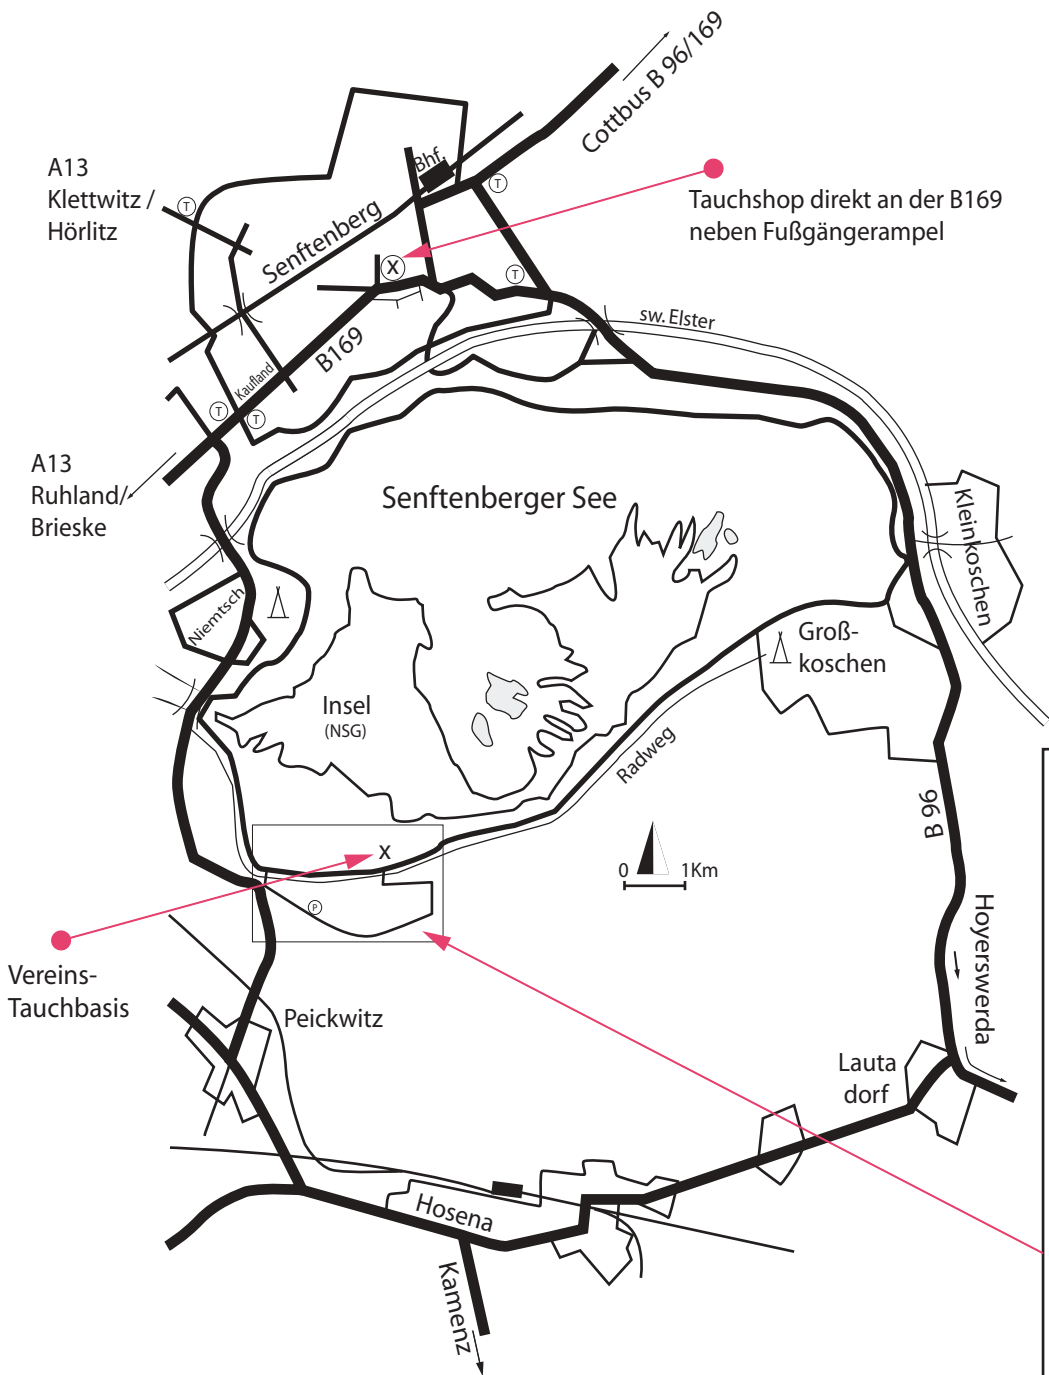 Cottbus B 96/169
Bhf.
A13
Klettwitz /
Hörlitz
T
T
Tauchshop direkt an der B169
neben Fußgängerampel
Senftenberg
X
T
sw. Elster
B169
Kaufland
T
T
A13
Ruhland/
Brieske
Senftenberger See
Kleinkoschen
Niemtsch
Groß-
koschen
Insel
(NSG)
Radweg
B 96
X
0
1Km
P
Vereins-
Tauchbasis
Hoyerswerda
Peickwitz
Lauta
dorf
Hosena
Kamenz